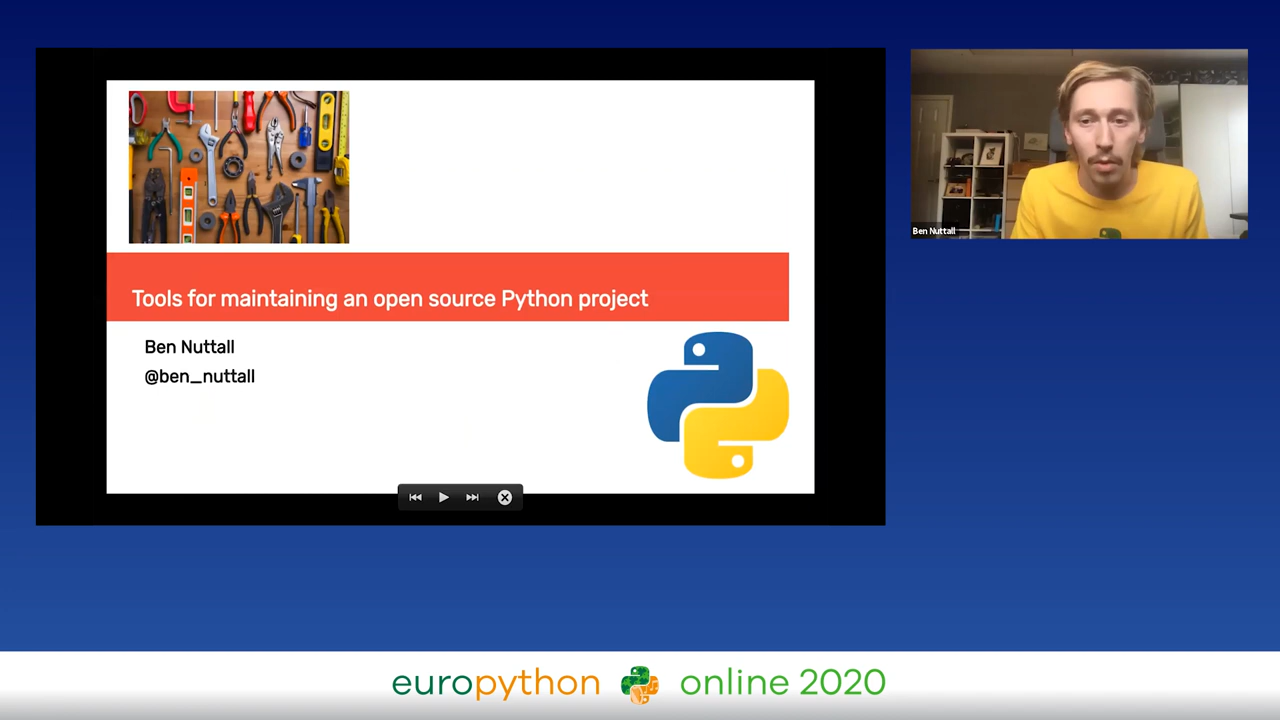 Tools for maintaining an open source Python project
Ben Nuttall
@ben_nuttall
Ben Nuttall
europython online 2020